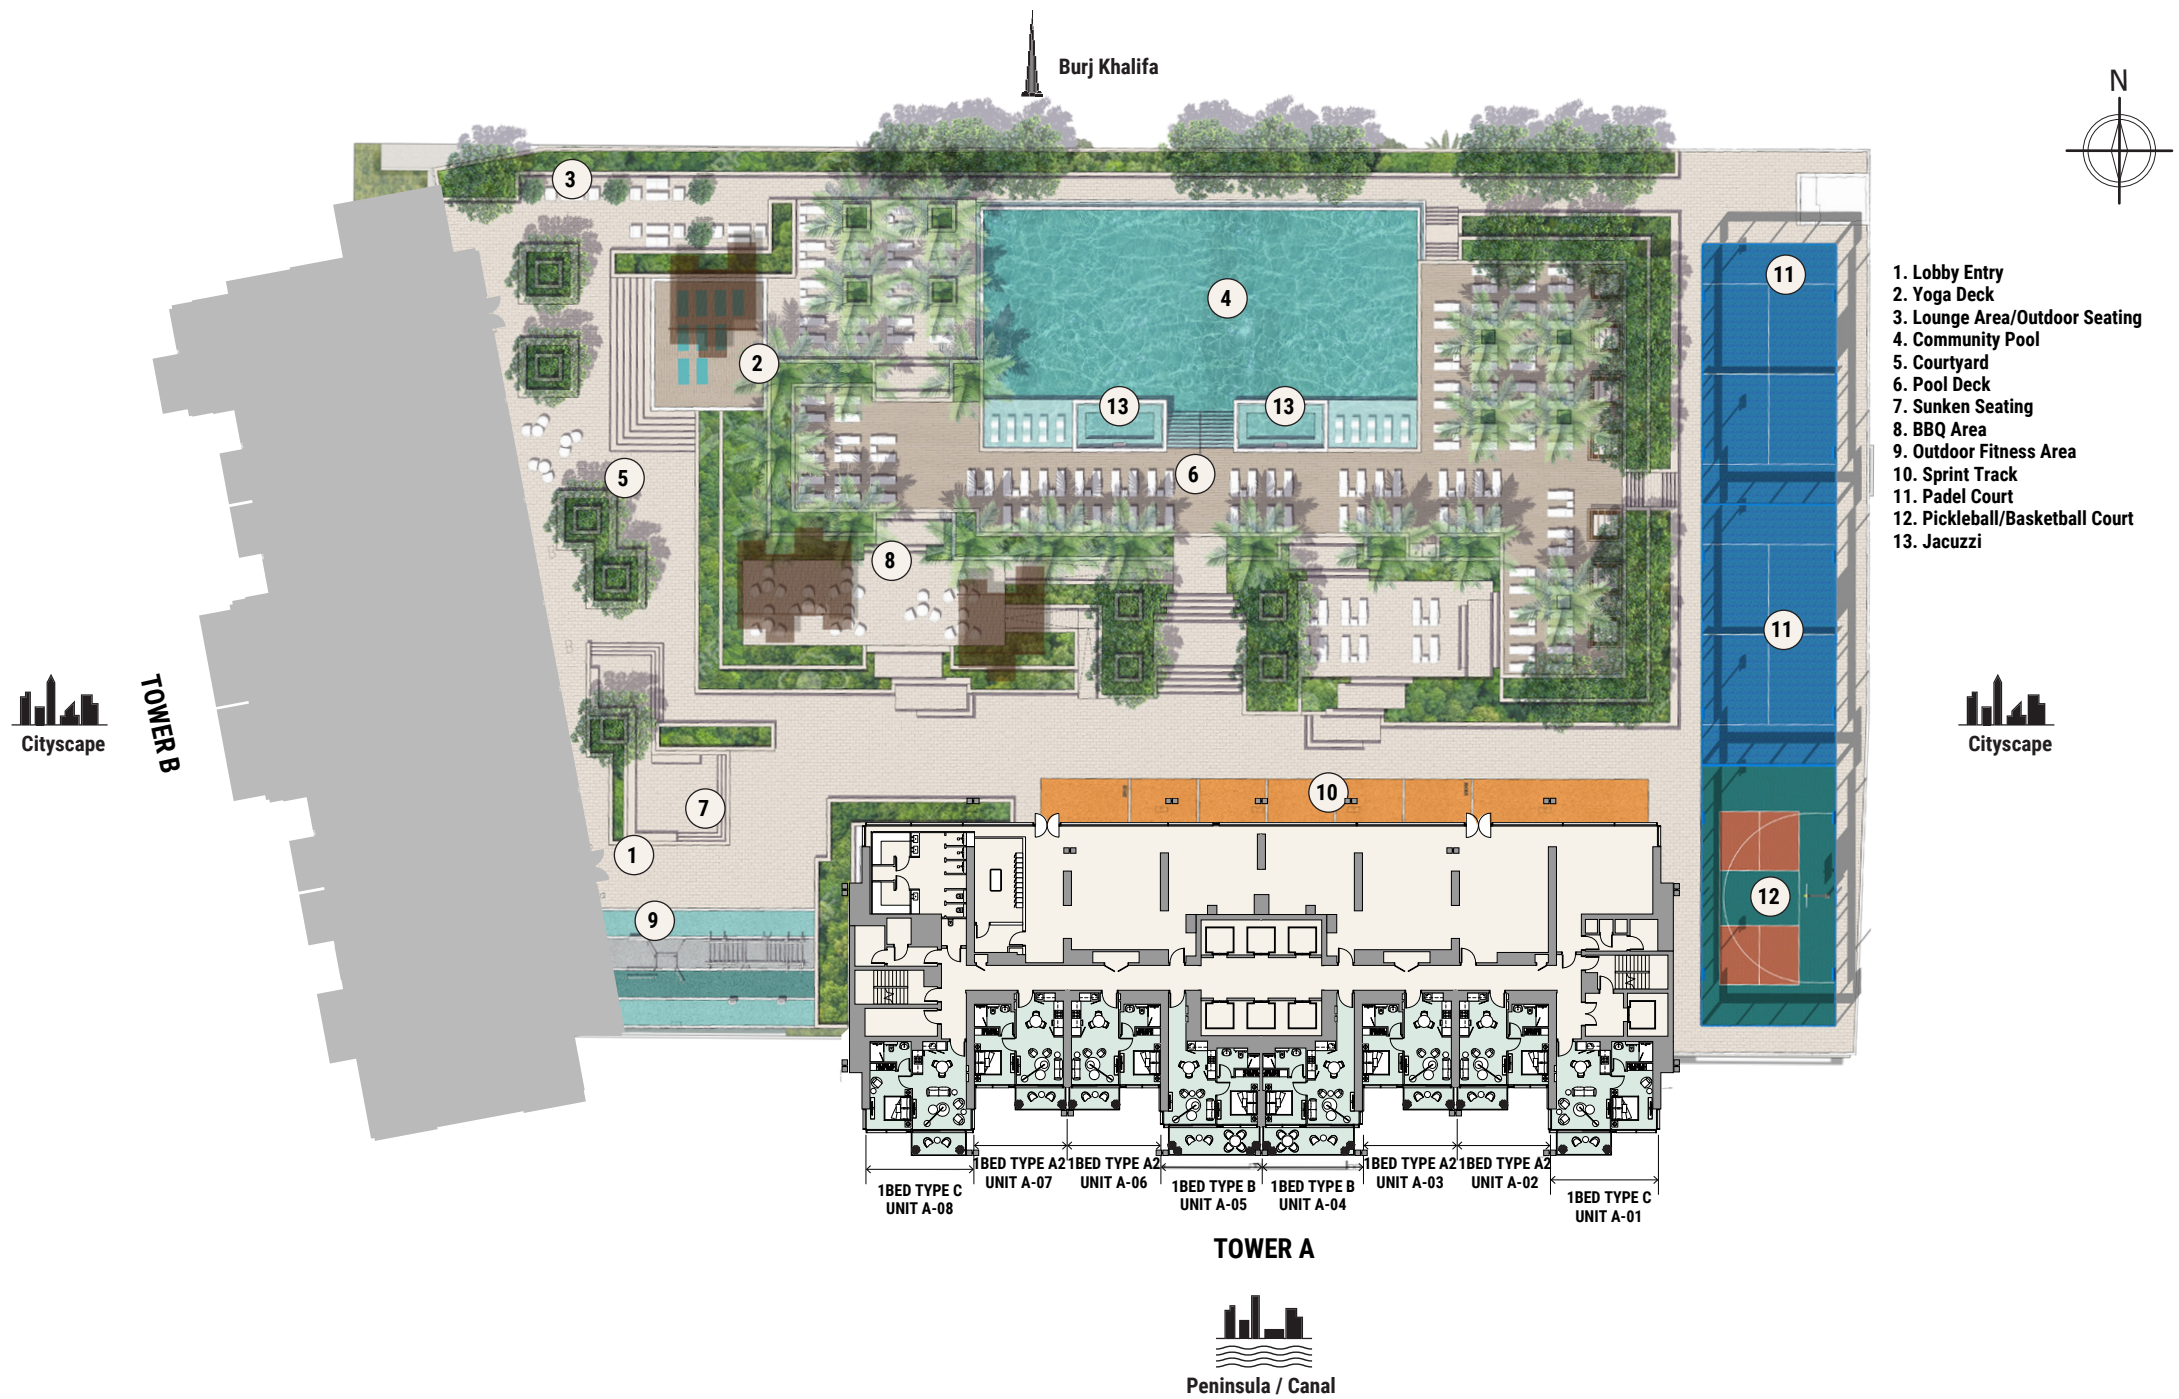 Burj Khalifa
N
3
11
4
2
13
13
5
6
8
11
1. Lobby Entry
2. Yoga Deck
3. Lounge Area/Outdoor Seating
4. Community Pool
5. Courtyard
6. Pool Deck
7. Sunken Seating
8. BBQ Area
9. Outdoor Fitness Area
10. Sprint Track
11. Padel Court
12. Pickleball/Basketball Court
13. Jacuzzi
Cityscape
TOWER B
Cityscape
7
10
1
12
9
1BED TYPE C
UNIT A-08
1BED TYPE A2
UNIT A-07
1BED TYPE A2
UNIT A-06
1BED TYPE B
UNIT A-05
1BED TYPE B
UNIT A-04
1BED TYPE A2
UNIT A-03
1BED TYPE A2
UNIT A-02
1BED TYPE C
UNIT A-01
TOWER A
Peninsula / Canal